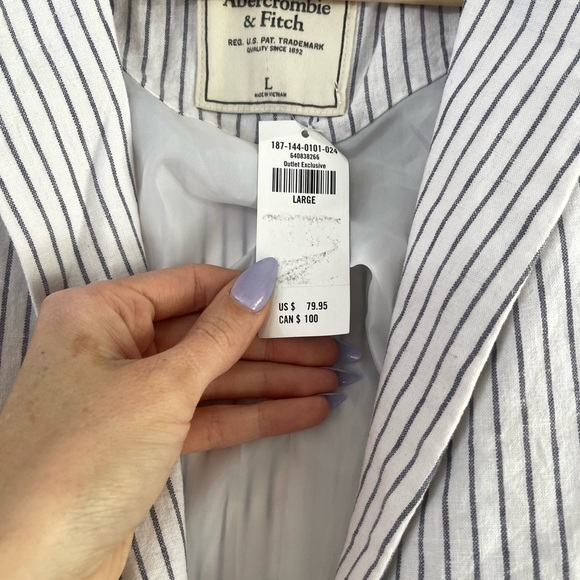 Abercrombie
& Fitch
REG. U.S. PAT. TRADEMARK
QUALITY SINCE 1892
L
MADE IN VIETNAM
187-144-0101-024
640838266
Outlet Exclusive
LARGE
US $ 79.95
CAN $ 100